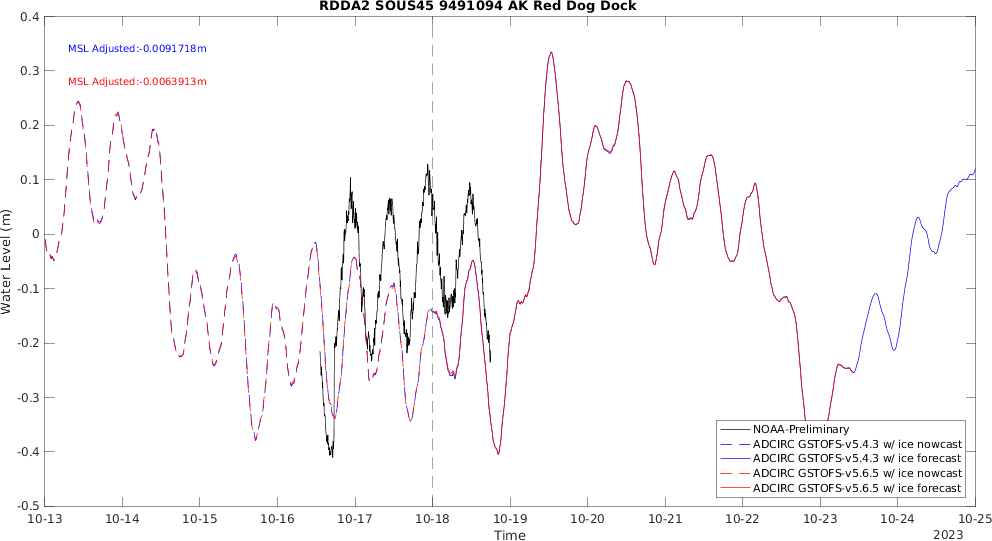 RDDA2 SOUS45 9491094 AK Red Dog Dock
MSL Adjusted:-0.0091718m
MSL Adjusted:-0.0063913m
0.4
0.3
0.2
0.1
0
-0.1
-0.2
-0.3
-0.4
-0.5
Water Level (m)
NOAA-Preliminary
ADCIRC GSTOFS-v5.4.3 w/ ice nowcast
ADCIRC GSTOFS-v5.4.3 w/ ice forecast
ADCIRC GSTOFS-v5.6.5 w/ ice nowcast
ADCIRC GSTOFS-v5.6.5 w/ ice forecast
10-13 10-14 10-15 10-16 10-17 10-18 10-19 10-20 10-21 10-22 10-23 10-24 10-25
Time
2023